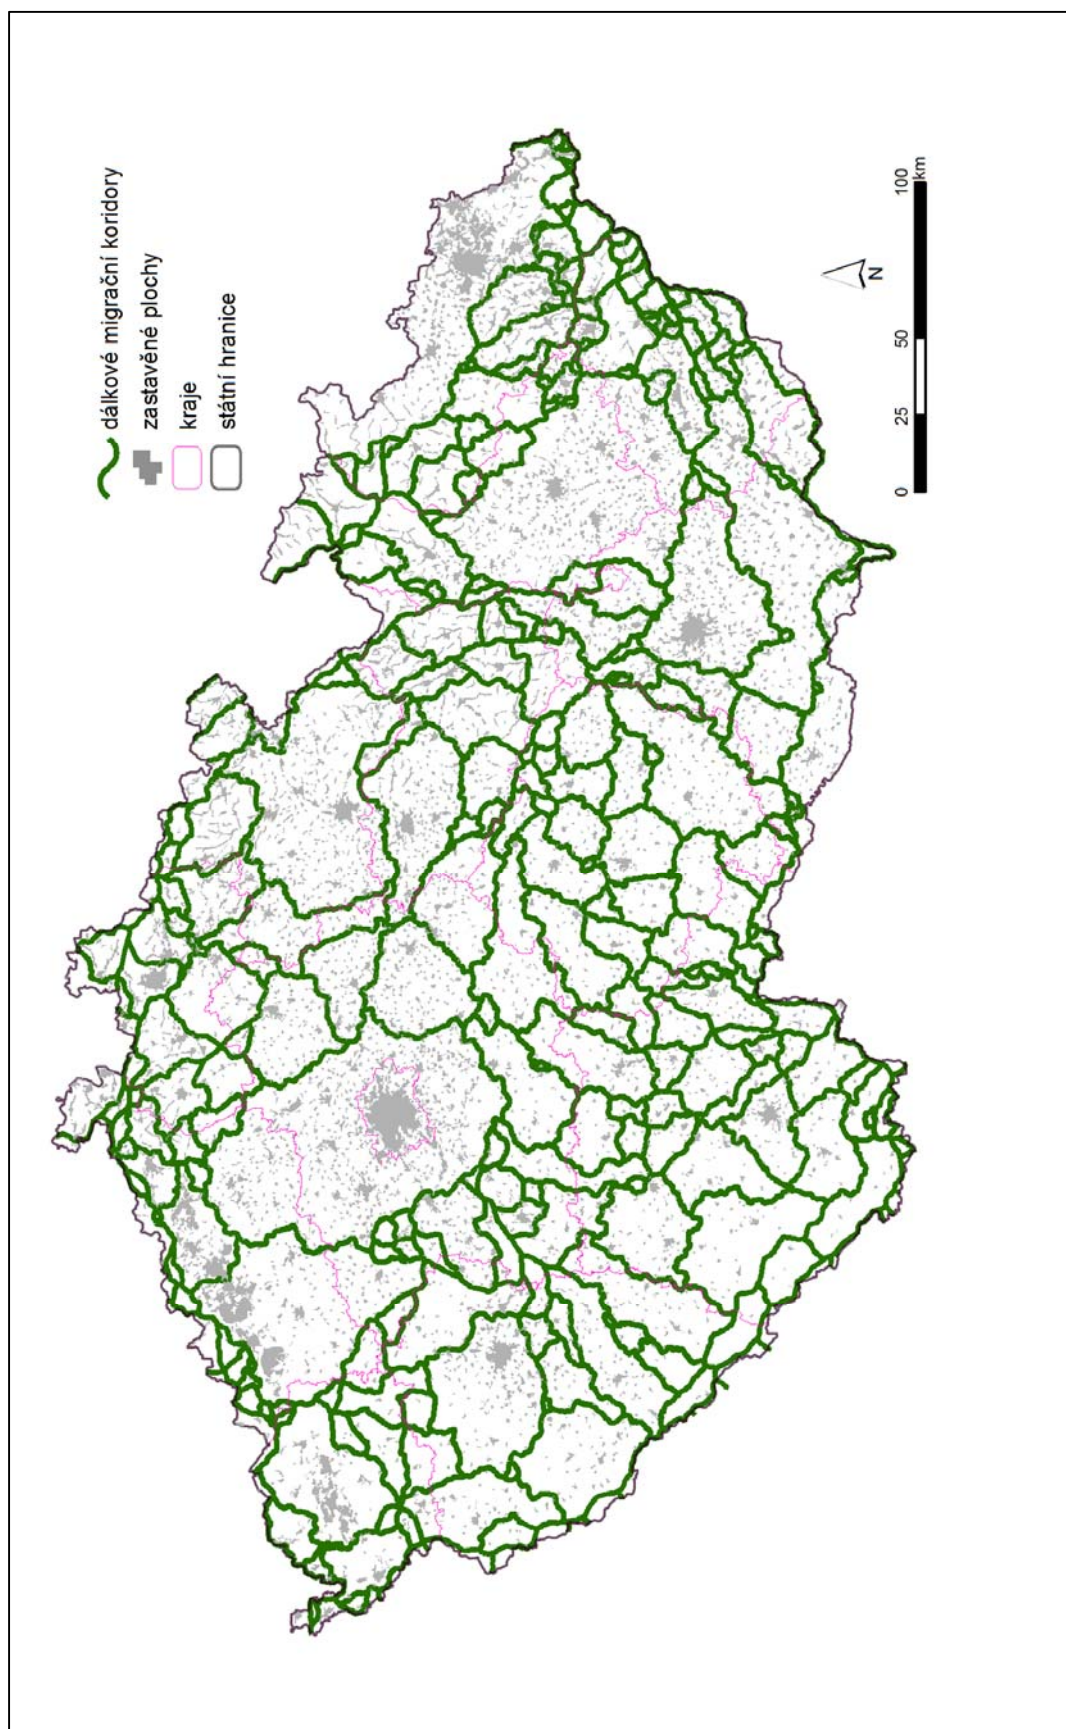 dálkové migrační koridory
zastavěné plochy
kraje
státní hranice
N
0 25 50 100
km